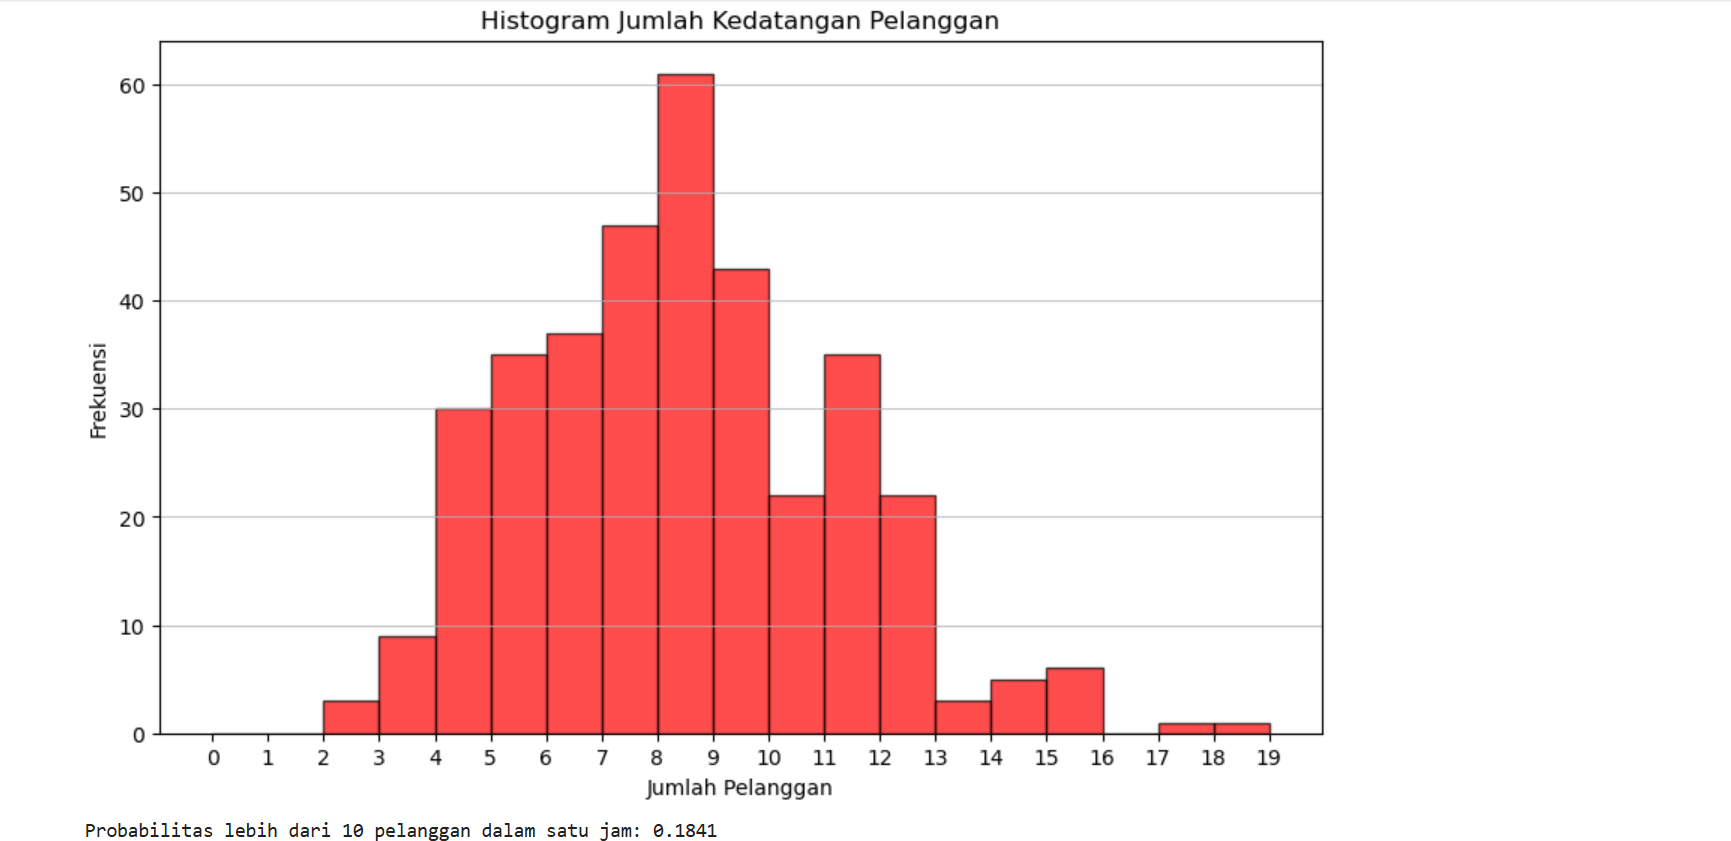 Histogram Jumlah Kedatangan Pelanggan
60
50
40
30
20
10
0
Frekuensi
0 1 2 3 4 5 6 7 8 9 10 11 12 13 14 15 16 17 18 19
Jumlah Pelanggan
Probabilitas lebih dari 10 pelanggan dalam satu jam: 0.1841